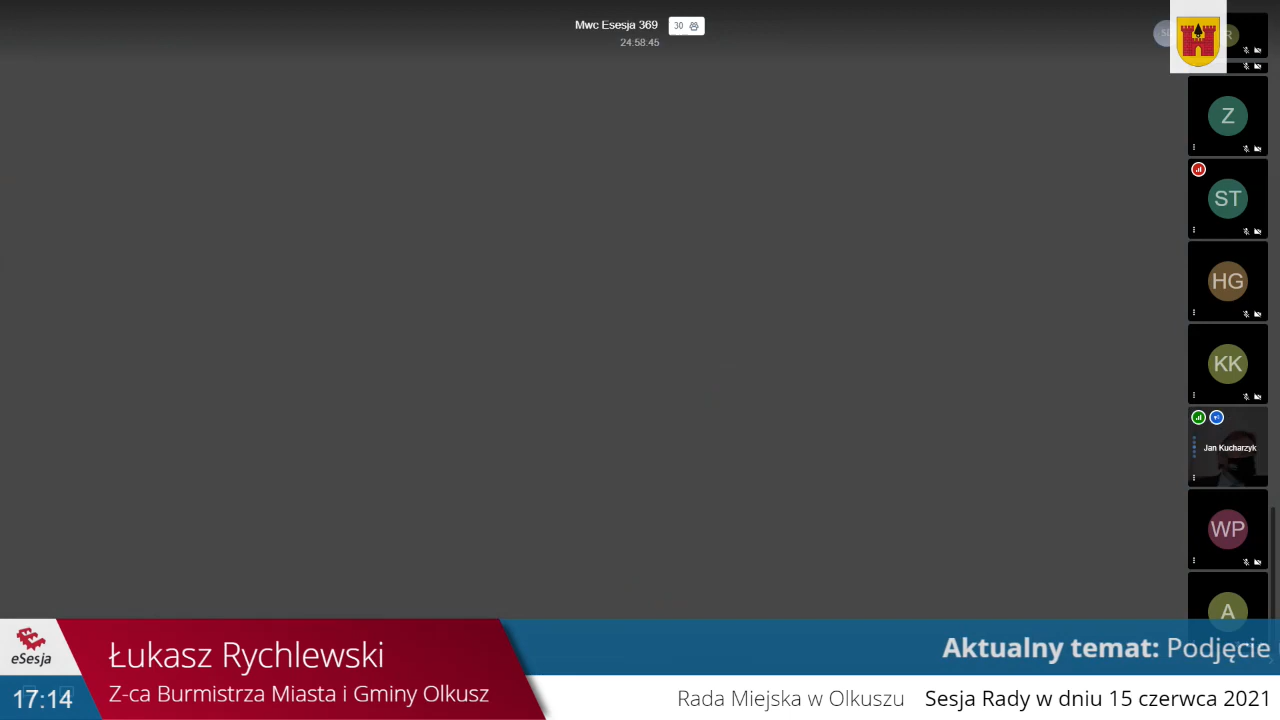 Mwc Esesja 369
30
24:58:45
R
Z
ST
HG
KK
Jan Kucharzyk
WP
A
eSesja
Łukasz Rychlewski
Z-ca Burmistrza Miasta i Gminy Olkusz
Aktualny temat: Podjęcie
17:14
Rada Miejska w Olkuszu
Sesja Rady w dniu 15 czerwca 2021